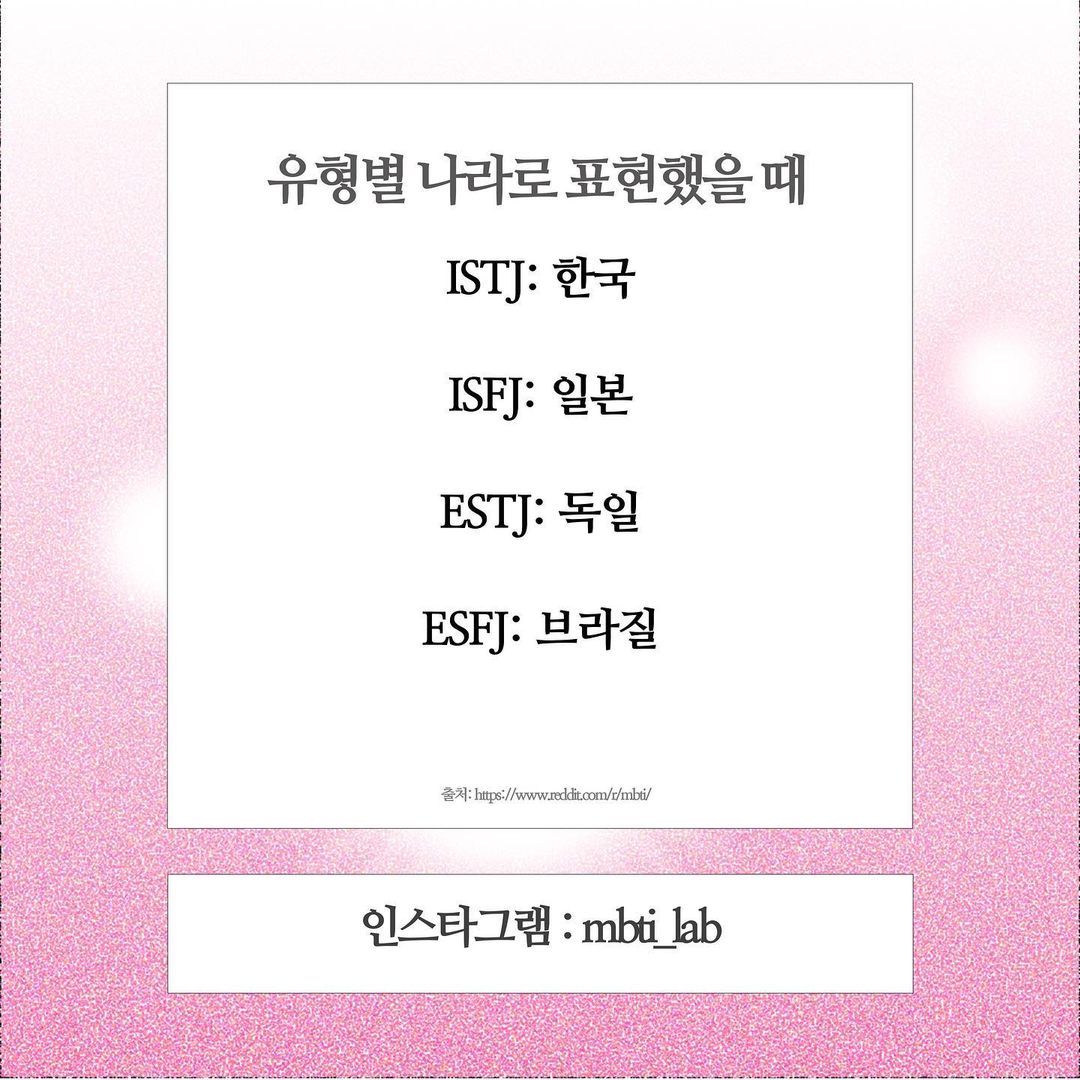 유형별 나라로 표현했을 때
ISTJ: 한국
ISFJ: 일본
ESTJ: 독일
ESFJ: 브라질
출처: https://www.reddit.com/r/mbti/
인스타그램 : mbti_lab